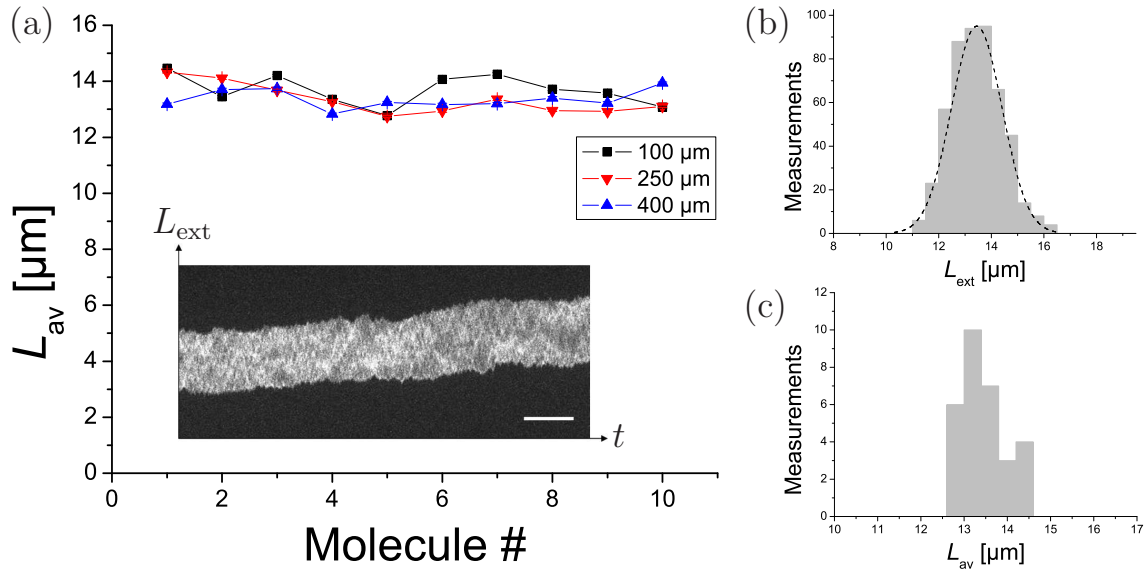 (a)
16
14
12
10
8
6
4
2
0
L_av [µm]
0 2 4 6 8 10
Molecule #
100 µm
250 µm
400 µm
L_ext
t
(b)
100
80
60
40
20
0
Measurements
8 10 12 14 16 18
L_ext [µm]
(c)
12
10
8
6
4
2
0
Measurements
10 11 12 13 14 15 16 17
L_av [µm]